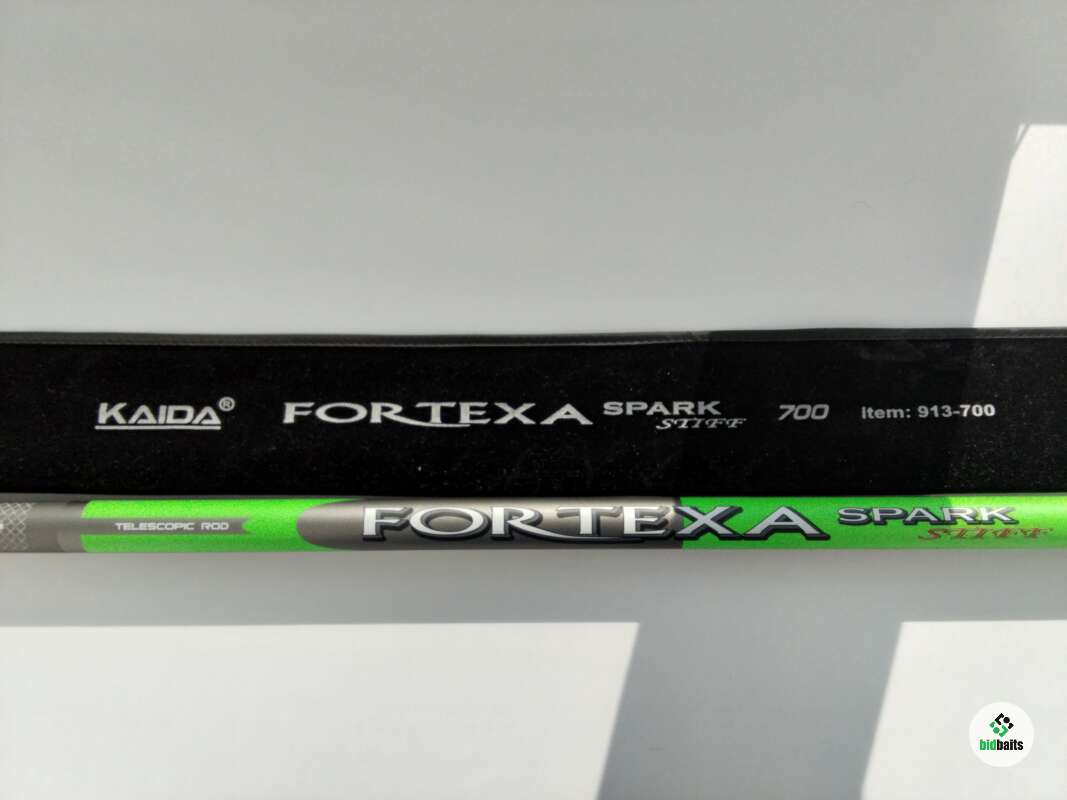 KAIDA® FORTEXA SPARK STIFF 700 item: 913-700
TELESCOPIC ROD FORTEXA SPARK STIFF
bidbaits